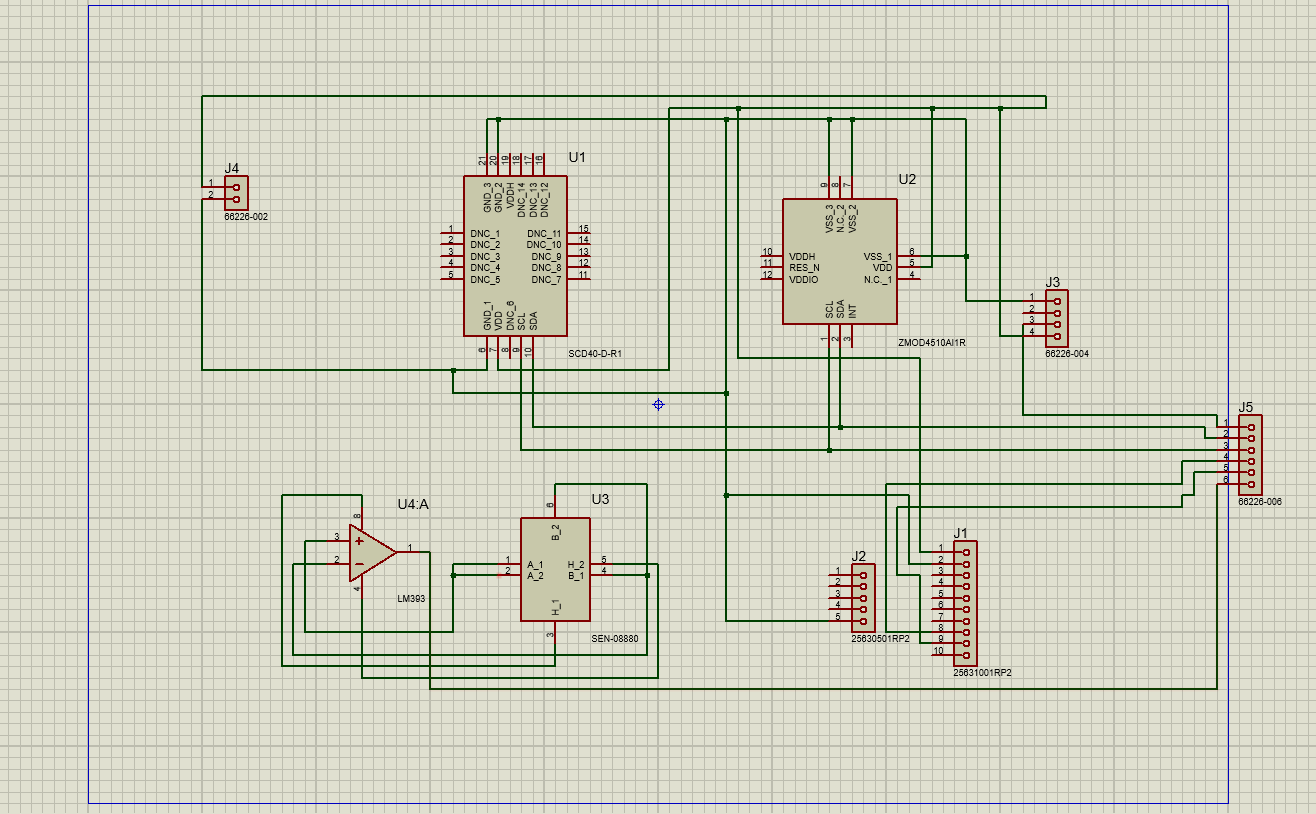 J4
1
2
66226-002
U1
21
20
19
18
17
16
GND_3
GND_2
VDDH
DNC_14
DNC_13
DNC_12
1 DNC_1
2 DNC_2
3 DNC_3
4 DNC_4
5 DNC_5
DNC_11 15
DNC_10 14
DNC_9 13
DNC_8 12
DNC_7 11
GND_1
VDD
DNC_6
SCL
SDA
6
7
8
9
10
SCD40-D-R1
U2
9
8
7
VSS_3
N.C._2
VSS_2
10 VDDH
11 RES_N
12 VDDIO
VSS_1 6
VDD 5
N.C._1 4
SCL
SDA
INT
1
2
3
ZMOD4510AI1R
J3
1
2
3
4
66226-004
J5
1
2
3
4
5
6
66226-006
U4:A
8
3
2
1
4
LM393
U3
6
B_2
1 A_1
2 A_2
H_2 5
B_1 4
H_1
3
SEN-08880
J2
1
2
3
4
5
25630501RP2
J1
1
2
3
4
5
6
7
8
9
10
25631001RP2